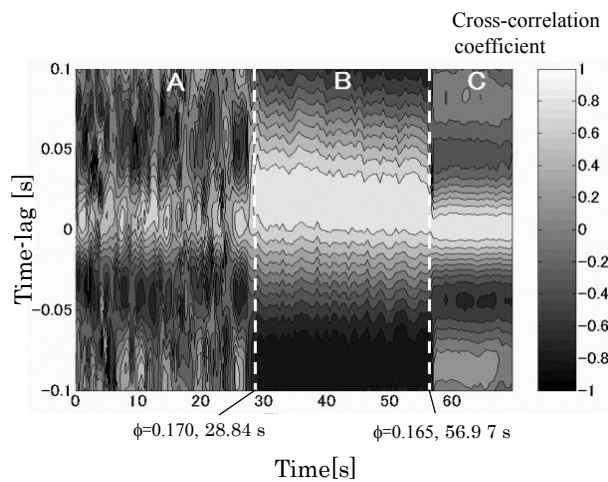 Cross-correlation
coefficient
A
B
C
0.1
0.05
0
-0.05
-0.1
Time-lag [s]
1
0.8
0.6
0.4
0.2
0
-0.2
-0.4
-0.6
-0.8
-1
0 10 20 30 40 50 60
ϕ=0.170, 28.84 s
ϕ=0.165, 56.9 7 s
Time[s]